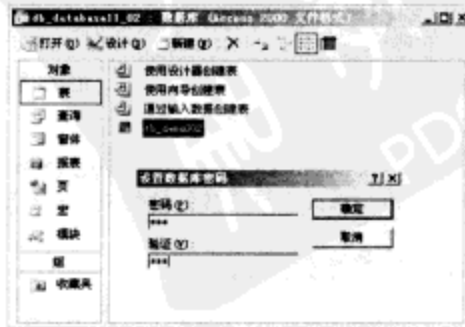 db_database11_02 : 数据库 (Access 2000 文件格式)
打开(O) 设计(D) 新建(N)
对象
表
查询
窗体
报表
页
宏
模块
组
收藏夹
使用设计器创建表
使用向导创建表
通过输入数据创建表
设置数据库密码
密码(P):
***
验证(V):
***
确定
取消
PDG